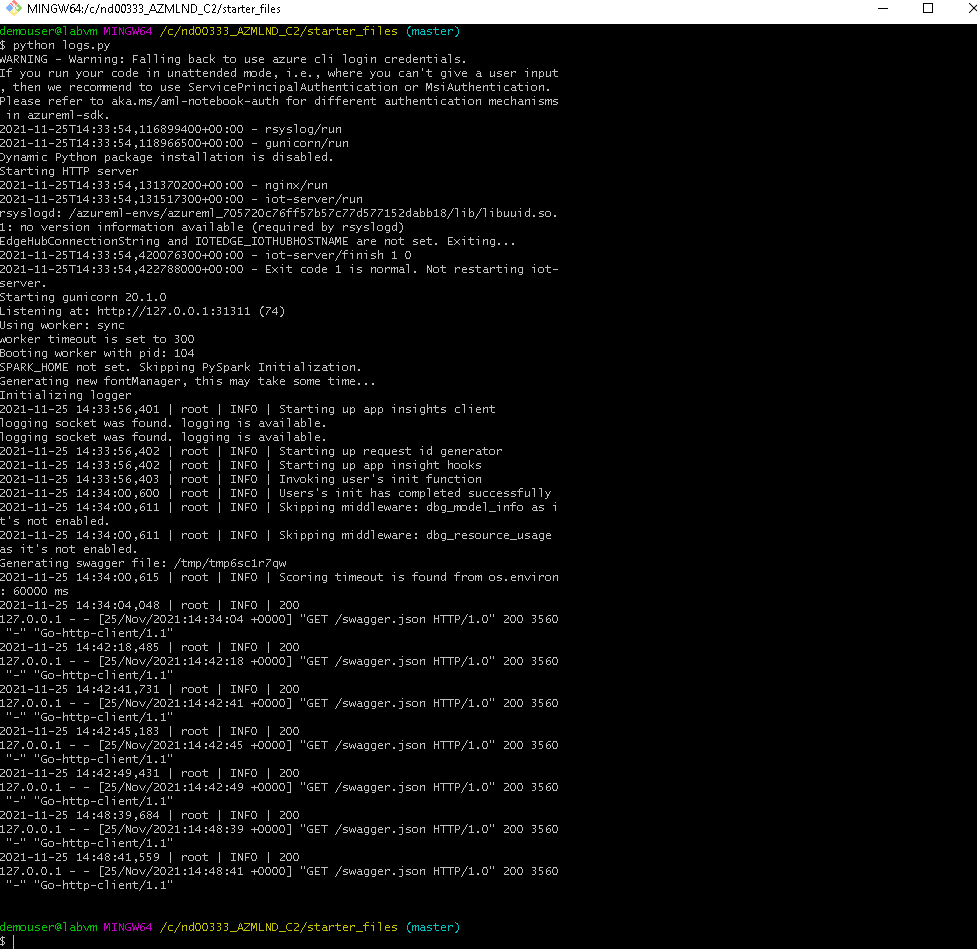 MINGW64:/c/nd00333_AZMLND_C2/starter_files
demouser@labvm MINGW64 /c/nd00333_AZMLND_C2/starter_files (master)
$ python logs.py
WARNING - Warning: Falling back to use azure cli login credentials.
If you run your code in unattended mode, i.e., where you can't give a user input
, then we recommend to use ServicePrincipalAuthentication or MsiAuthentication.
Please refer to aka.ms/aml-notebook-auth for different authentication mechanisms
 in azureml-sdk.
2021-11-25T14:33:54,116899400+00:00 - rsyslog/run
2021-11-25T14:33:54,118966500+00:00 - gunicorn/run
Dynamic Python package installation is disabled.
Starting HTTP server
2021-11-25T14:33:54,131370200+00:00 - nginx/run
2021-11-25T14:33:54,131517300+00:00 - iot-server/run
rsyslogd: /azureml-envs/azureml_705720c76ff57b57c77d577152dabb18/lib/libuuid.so.
1: no version information available (required by rsyslogd)
EdgeHubConnectionString and IOTEDGE_IOTHUBHOSTNAME are not set. Exiting...
2021-11-25T14:33:54,420076300+00:00 - iot-server/finish 1 0
2021-11-25T14:33:54,422788000+00:00 - Exit code 1 is normal. Not restarting iot-
server.
Starting gunicorn 20.1.0
Listening at: http://127.0.0.1:31311 (74)
Using worker: sync
worker timeout is set to 300
Booting worker with pid: 104
SPARK_HOME not set. Skipping PySpark Initialization.
Generating new fontManager, this may take some time...
Initializing logger
2021-11-25 14:33:56,401 | root | INFO | Starting up app insights client
logging socket was found. logging is available.
logging socket was found. logging is available.
2021-11-25 14:33:56,402 | root | INFO | Starting up request id generator
2021-11-25 14:33:56,402 | root | INFO | Starting up app insight hooks
2021-11-25 14:33:56,403 | root | INFO | Invoking user's init function
2021-11-25 14:34:00,600 | root | INFO | Users's init has completed successfully
2021-11-25 14:34:00,611 | root | INFO | Skipping middleware: dbg_model_info as i
t's not enabled.
2021-11-25 14:34:00,611 | root | INFO | Skipping middleware: dbg_resource_usage
as it's not enabled.
Generating swagger file: /tmp/tmp6sc1r7qw
2021-11-25 14:34:00,615 | root | INFO | Scoring timeout is found from os.environ
: 60000 ms
2021-11-25 14:34:04,048 | root | INFO | 200
127.0.0.1 - - [25/Nov/2021:14:34:04 +0000] "GET /swagger.json HTTP/1.0" 200 3560
 "-" "Go-http-client/1.1"
2021-11-25 14:42:18,485 | root | INFO | 200
127.0.0.1 - - [25/Nov/2021:14:42:18 +0000] "GET /swagger.json HTTP/1.0" 200 3560
 "-" "Go-http-client/1.1"
2021-11-25 14:42:41,731 | root | INFO | 200
127.0.0.1 - - [25/Nov/2021:14:42:41 +0000] "GET /swagger.json HTTP/1.0" 200 3560
 "-" "Go-http-client/1.1"
2021-11-25 14:42:45,183 | root | INFO | 200
127.0.0.1 - - [25/Nov/2021:14:42:45 +0000] "GET /swagger.json HTTP/1.0" 200 3560
 "-" "Go-http-client/1.1"
2021-11-25 14:42:49,431 | root | INFO | 200
127.0.0.1 - - [25/Nov/2021:14:42:49 +0000] "GET /swagger.json HTTP/1.0" 200 3560
 "-" "Go-http-client/1.1"
2021-11-25 14:48:39,684 | root | INFO | 200
127.0.0.1 - - [25/Nov/2021:14:48:39 +0000] "GET /swagger.json HTTP/1.0" 200 3560
 "-" "Go-http-client/1.1"
2021-11-25 14:48:41,559 | root | INFO | 200
127.0.0.1 - - [25/Nov/2021:14:48:41 +0000] "GET /swagger.json HTTP/1.0" 200 3560
 "-" "Go-http-client/1.1"
demouser@labvm MINGW64 /c/nd00333_AZMLND_C2/starter_files (master)
$